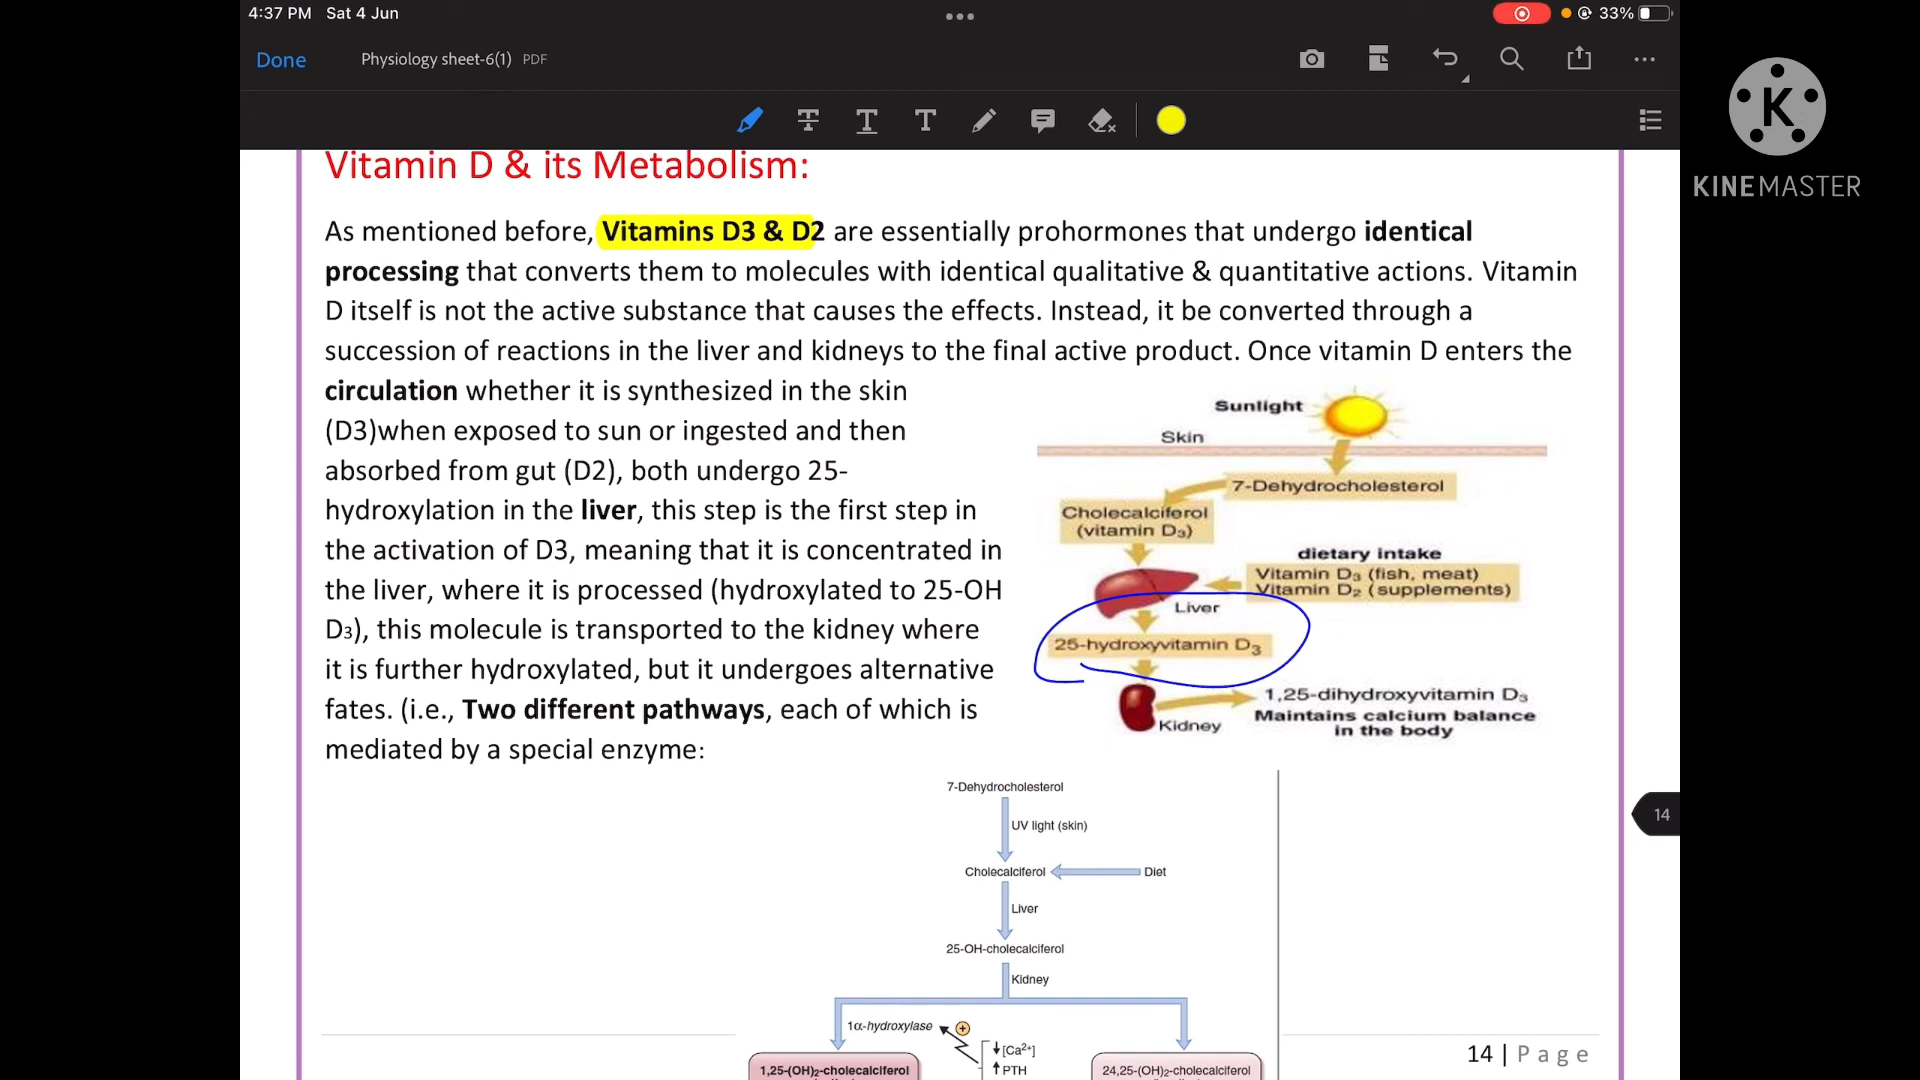 4:37 PM Sat 4 Jun
33%
Done
Physiology sheet-6(1) PDF
K
KINEMASTER
Vitamin D & its Metabolism:
As mentioned before, Vitamins D3 & D2 are essentially prohormones that undergo identical
processing that converts them to molecules with identical qualitative & quantitative actions. Vitamin
D itself is not the active substance that causes the effects. Instead, it be converted through a
succession of reactions in the liver and kidneys to the final active product. Once vitamin D enters the
circulation whether it is synthesized in the skin
(D3)when exposed to sun or ingested and then
absorbed from gut (D2), both undergo 25-
hydroxylation in the liver, this step is the first step in
the activation of D3, meaning that it is concentrated in
the liver, where it is processed (hydroxylated to 25-OH
D3), this molecule is transported to the kidney where
it is further hydroxylated, but it undergoes alternative
fates. (i.e., Two different pathways, each of which is
mediated by a special enzyme:
Sunlight
Skin
7-Dehydrocholesterol
Cholecalciferol
(vitamin D3)
dietary intake
Vitamin D3 (fish, meat)
Vitamin D2 (supplements)
Liver
25-hydroxyvitamin D3
1,25-dihydroxyvitamin D3
Maintains calcium balance
in the body
Kidney
7-Dehydrocholesterol
UV light (skin)
Cholecalciferol
Diet
Liver
25-OH-cholecalciferol
Kidney
1α-hydroxylase
+
↓[Ca²⁺]
↑PTH
1,25-(OH)₂-cholecalciferol
24,25-(OH)₂-cholecalciferol
14
14 | Page